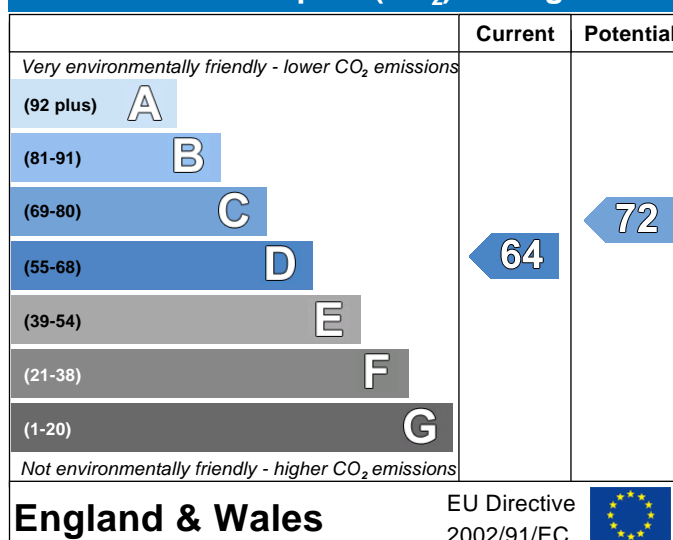 Current Potential
Very environmentally friendly - lower CO₂ emissions
(92 plus) A
(81-91) B
(69-80) C
72
(55-68) D
64
(39-54) E
(21-38) F
(1-20) G
Not environmentally friendly - higher CO₂ emissions
England & Wales
EU Directive
2002/91/EC